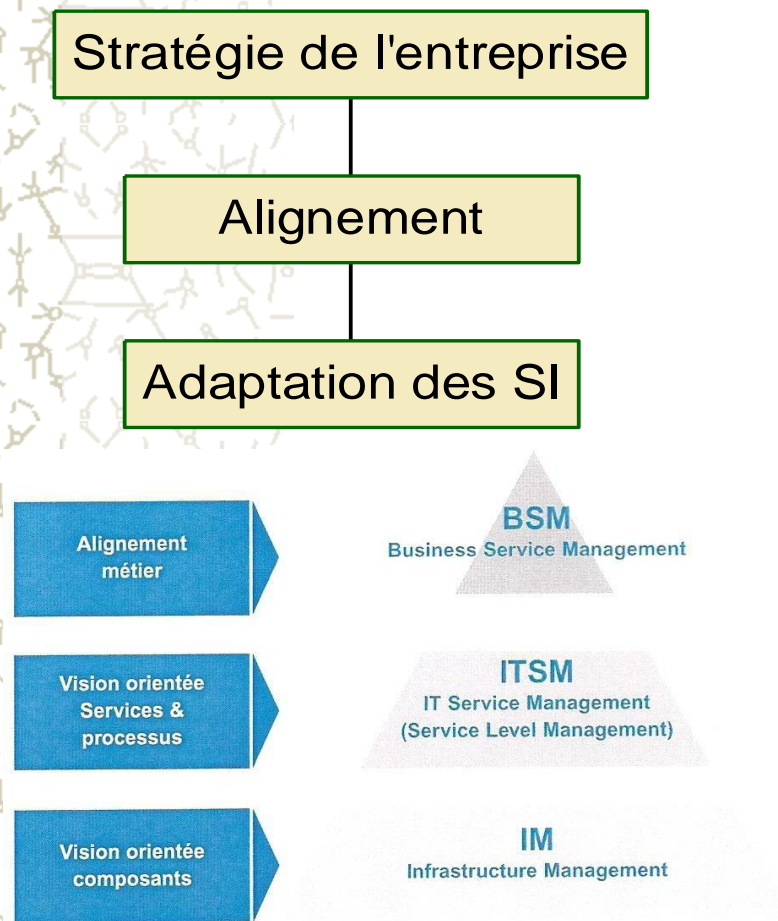 Stratégie de l'entreprise
Alignement
Adaptation des SI
Alignement
métier
BSM
Business Service Management
Vision orientée
Services &
processus
ITSM
IT Service Management
(Service Level Management)
Vision orientée
composants
IM
Infrastructure Management